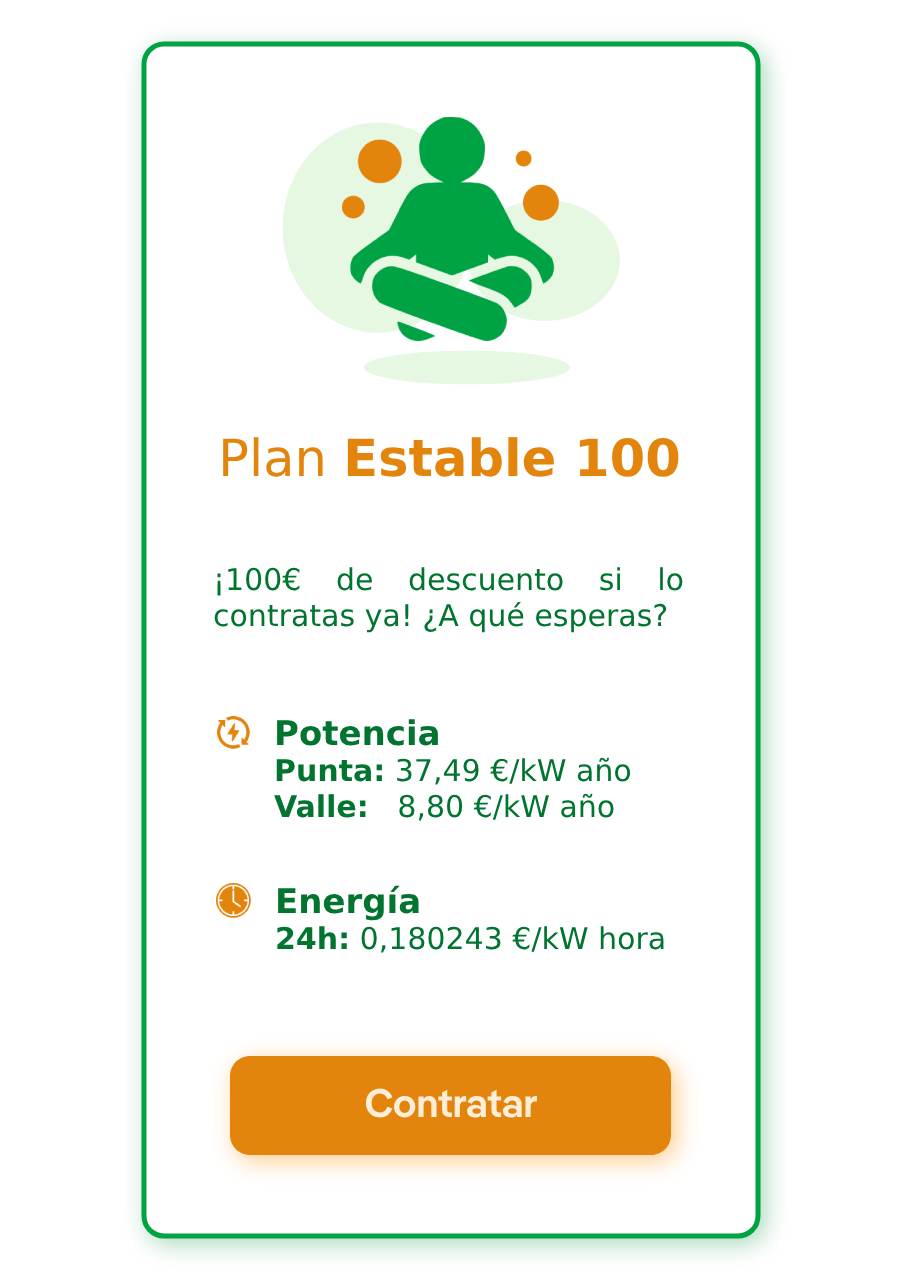 Plan Estable 100
¡100€ de descuento si lo
contratas ya! ¿A qué esperas?
Potencia
Punta: 37,49 €/kW año
Valle: 8,80 €/kW año
Energía
24h: 0,180243 €/kW hora
Contratar